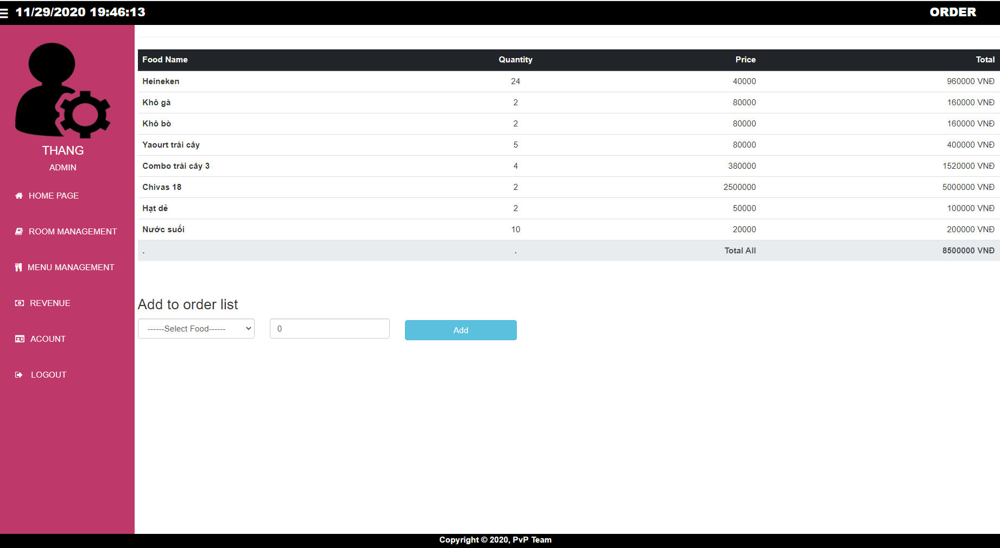 11/29/2020 19:46:13 ORDER
THANG
ADMIN
HOME PAGE
ROOM MANAGEMENT
MENU MANAGEMENT
REVENUE
ACOUNT
LOGOUT
Food Name Quantity Price Total
Heineken 24 40000 960000 VNĐ
Khô gà 2 80000 160000 VNĐ
Khô bò 2 80000 160000 VNĐ
Yaourt trái cây 5 80000 400000 VNĐ
Combo trái cây 3 4 380000 1520000 VNĐ
Chivas 18 2 2500000 5000000 VNĐ
Hạt dẻ 2 50000 100000 VNĐ
Nước suối 10 20000 200000 VNĐ
. . Total All 8500000 VNĐ
Add to order list
------Select Food------ 0 Add
Copyright © 2020, PvP Team